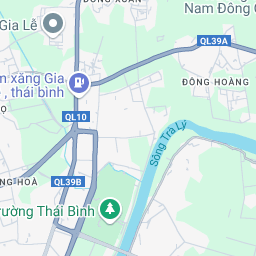 ĐÔNG XUÂN
Gia Lễ
Nam Đông
QL39A
m xăng Gia
, thái bình
ĐÔNG HOÀNG
QL10
Sông Trà Lý
NG HOÀ
QL39B
rường Thái Bình